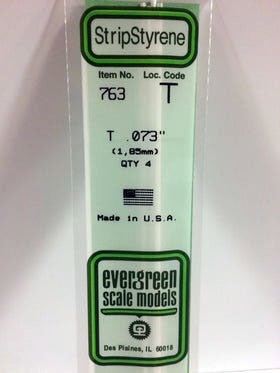 StripStyrene
Item No. Loc. Code
763 T
T .073"
(1,85mm)
QTY 4
Made in U.S.A.
evergreen
scale models
Des Plaines, IL 60018